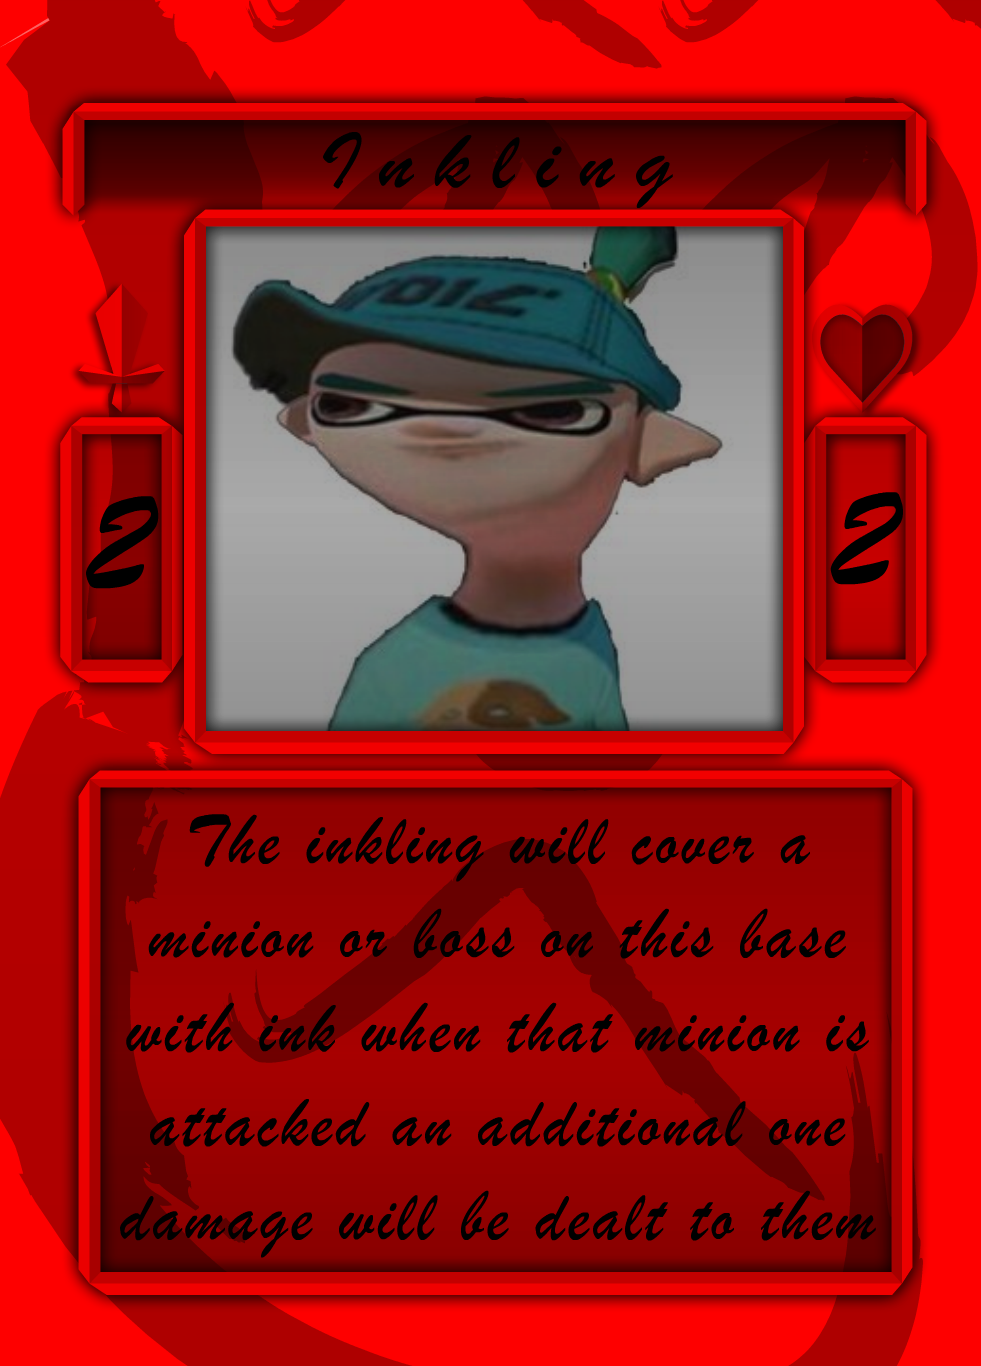 Inkling
2
2
The inkling will cover a
minion or boss on this base
with ink when that minion is
attacked an additional one
damage will be dealt to them